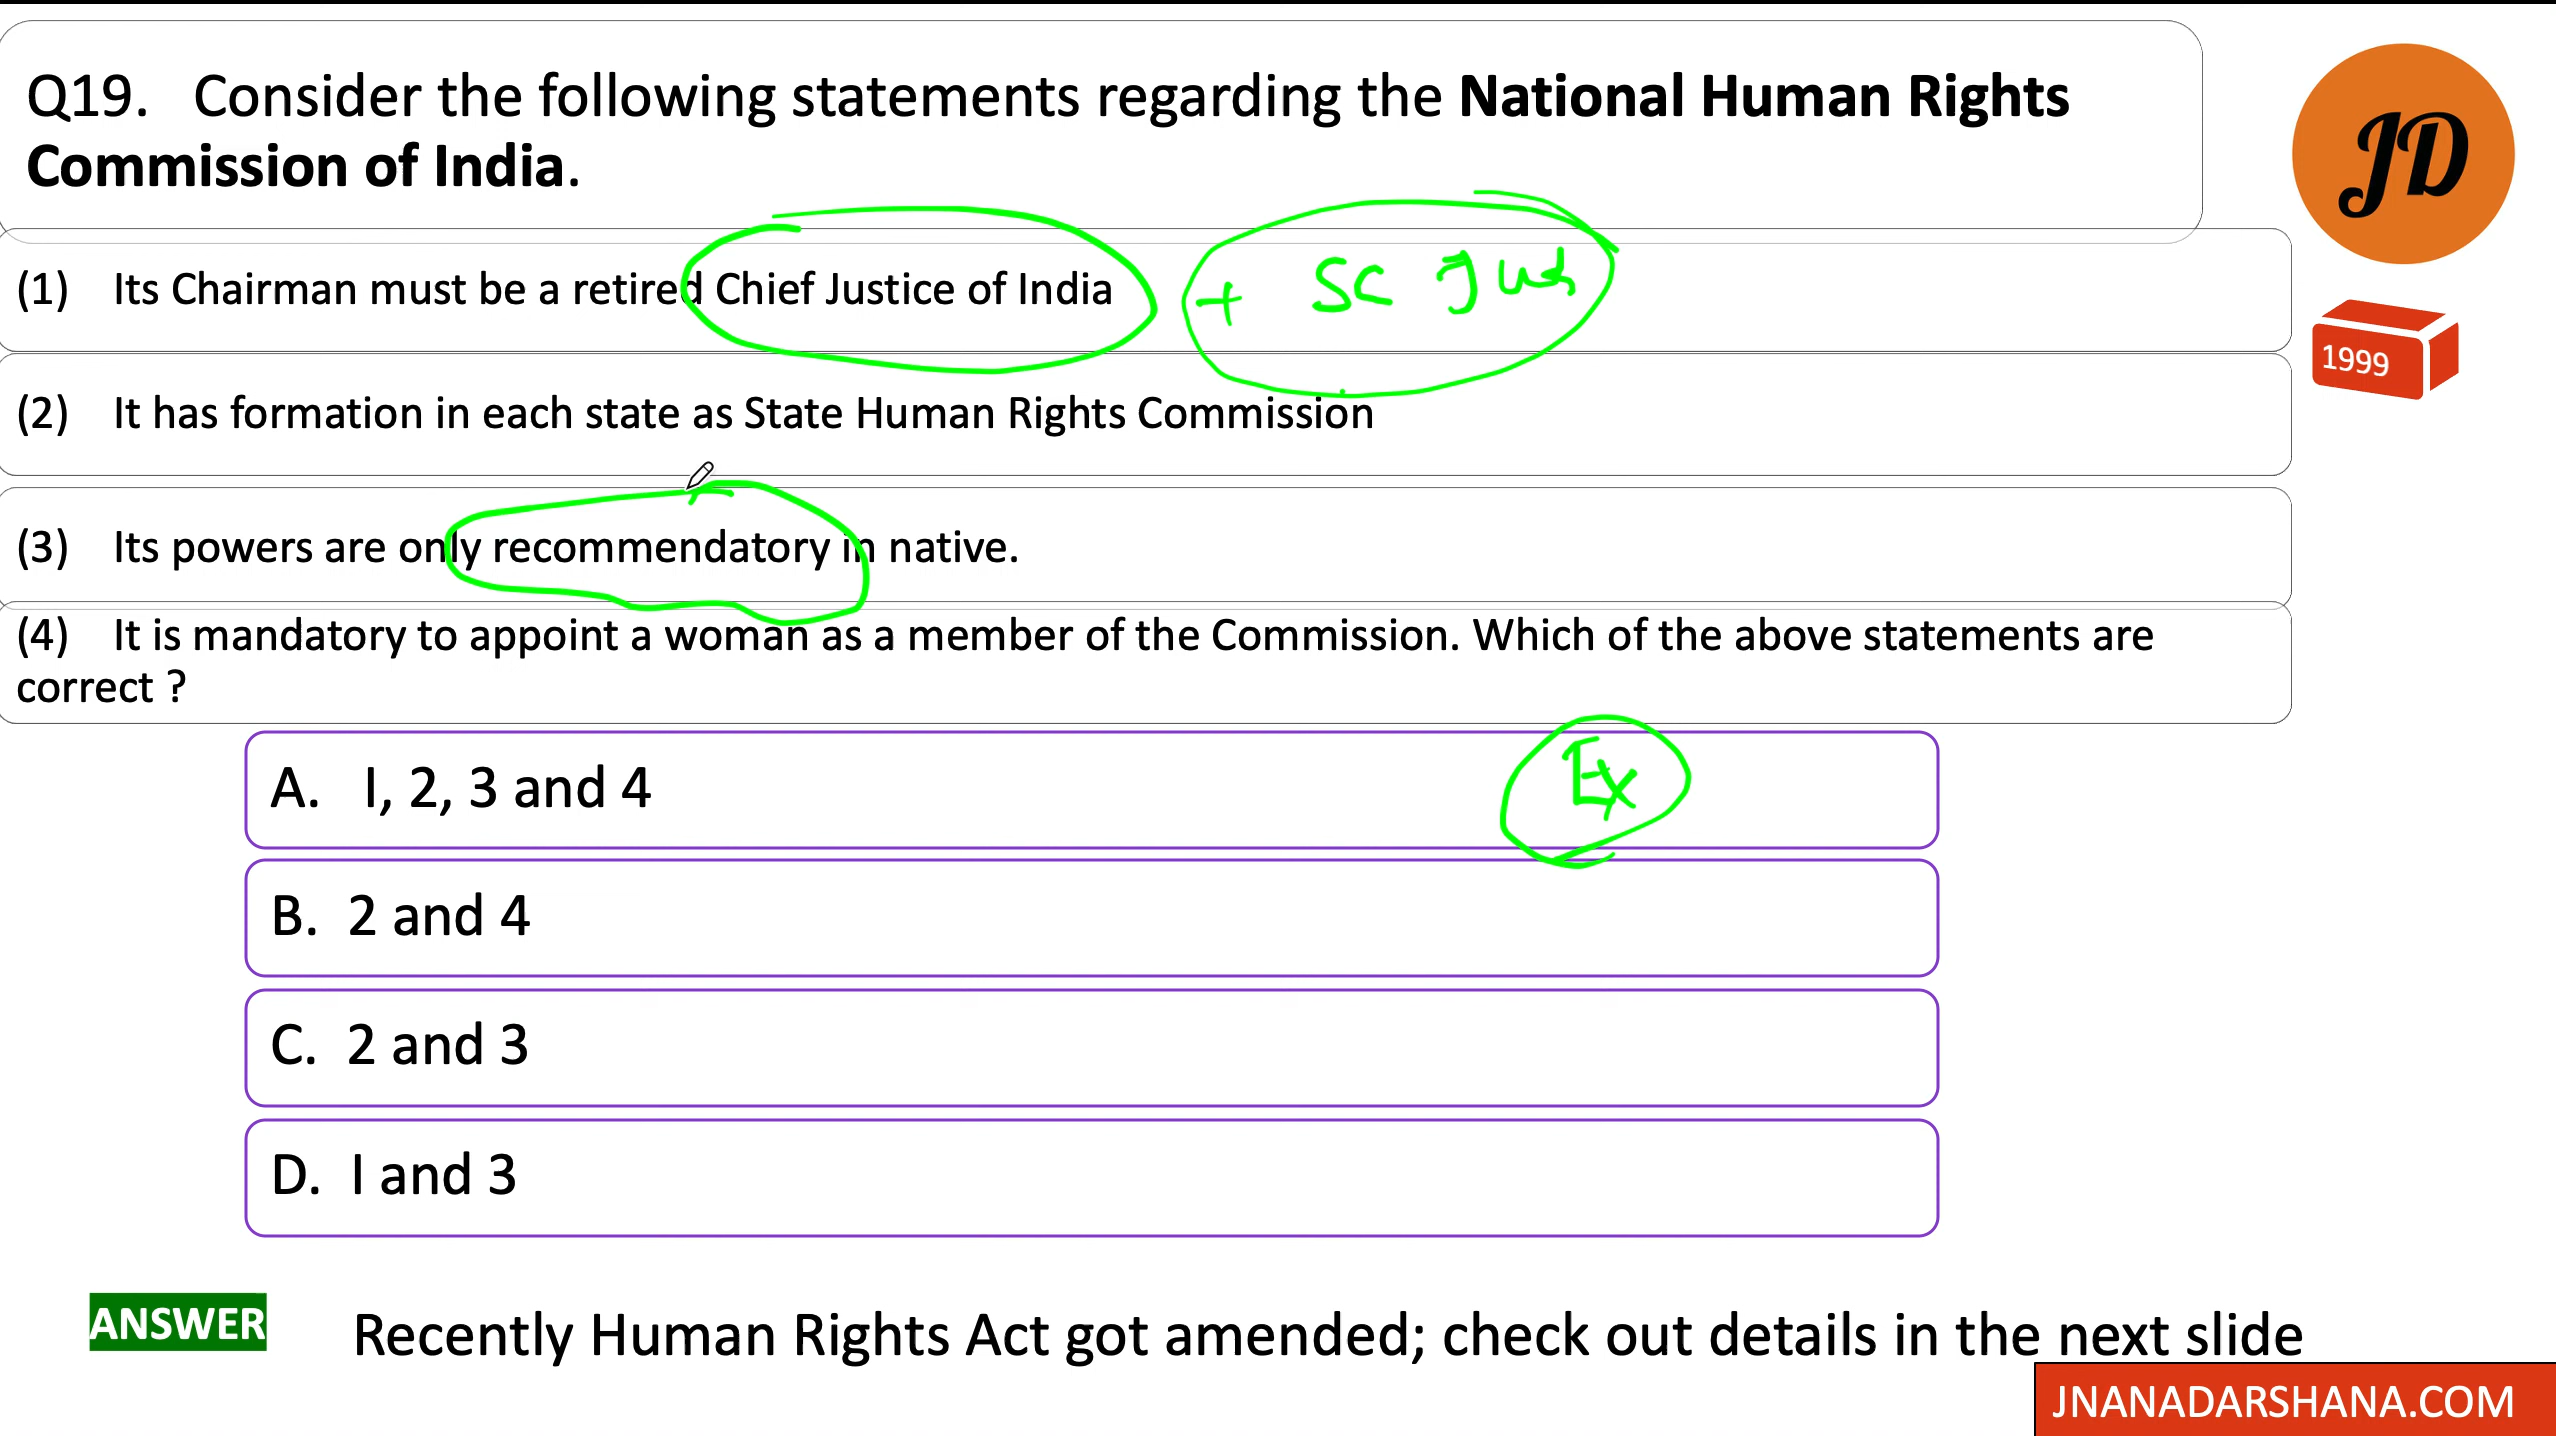 Q19. Consider the following statements regarding the National Human Rights
Commission of India.
JD
(1) Its Chairman must be a retired Chief Justice of India + SC
1999
(2) It has formation in each state as State Human Rights Commission
(3) Its powers are only recommendatory in native.
(4) It is mandatory to appoint a woman as a member of the Commission. Which of the above statements are
correct ?
A. I, 2, 3 and 4
Ex
B. 2 and 4
C. 2 and 3
D. I and 3
ANSWER Recently Human Rights Act got amended; check out details in the next slide
JNANADARSHANA.COM